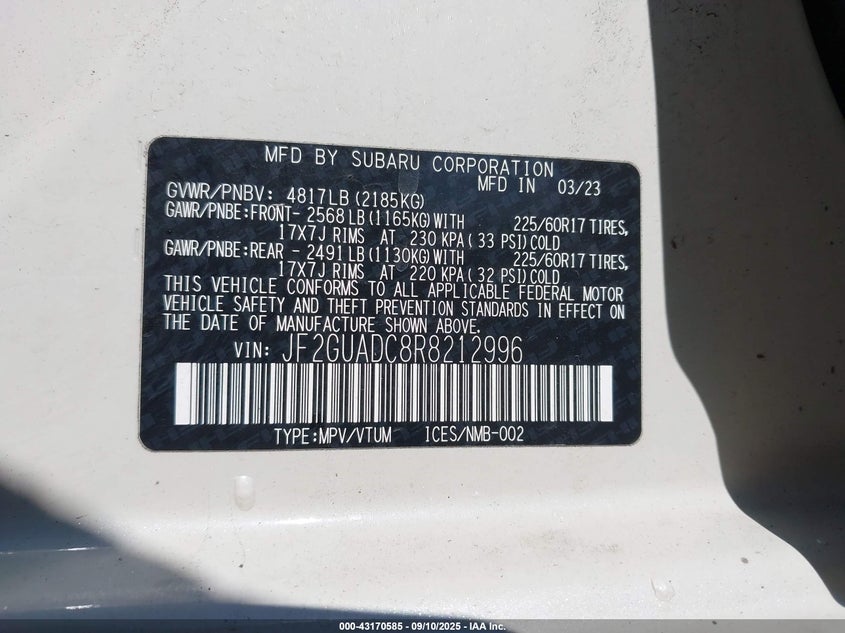 MFD BY SUBARU CORPORATION
MFD IN 03/23
GVWR/PNBV: 4817LB (2185KG)
GAWR/PNBE:FRONT- 2568 LB (1165KG) WITH 225/60R17 TIRES,
17X7J RIMS AT 230 KPA ( 33 PSI) COLD
GAWR/PNBE:REAR - 2491 LB (1130KG) WITH 225/60R17 TIRES,
17X7J RIMS AT 220 KPA ( 32 PSI) COLD
THIS VEHICLE CONFORMS TO ALL APPLICABLE FEDERAL MOTOR
VEHICLE SAFETY AND THEFT PREVENTION STANDARDS IN EFFECT ON
THE DATE OF MANUFACTURE SHOWN ABOVE.
VIN: JF2GUADC8R8212996
TYPE:MPV/VTUM ICES/NMB-002
000-43170585 - 09/10/2025 - IAA Inc.